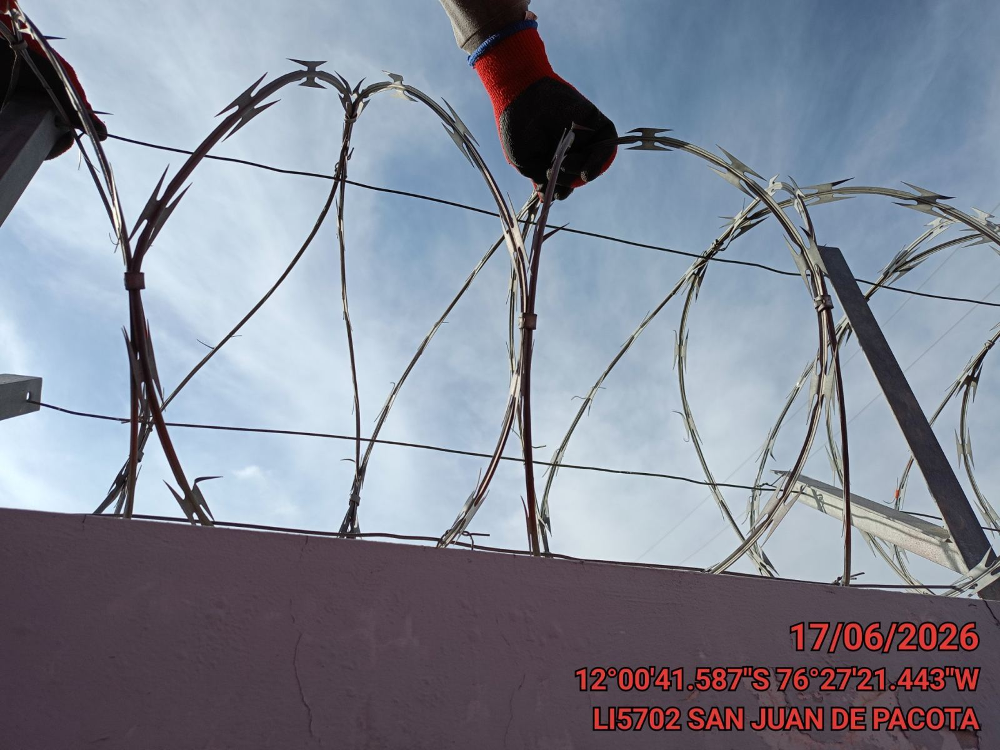 17/06/2026
12°00'41.587"S 76°27'21.443"W
LI5702 SAN JUAN DE PACOTA